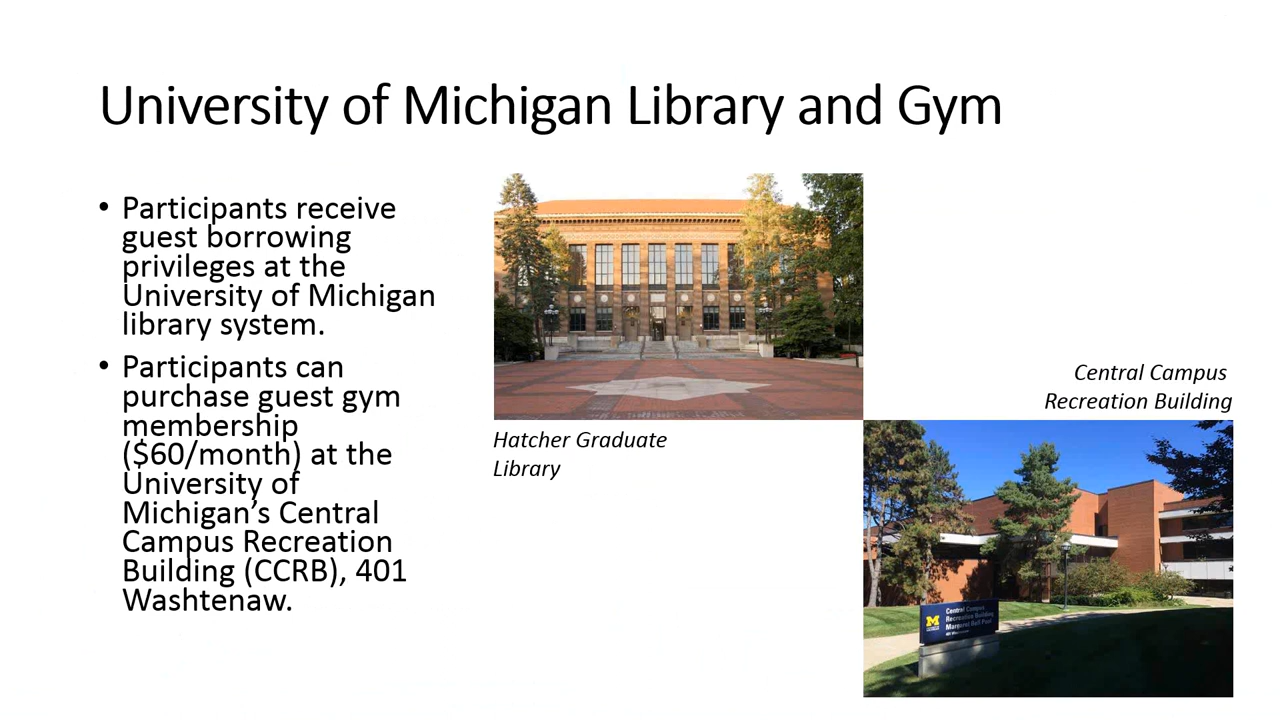 University of Michigan Library and Gym
• Participants receive
guest borrowing
privileges at the
University of Michigan
library system.
• Participants can
purchase guest gym
membership
($60/month) at the
University of
Michigan’s Central
Campus Recreation
Building (CCRB), 401
Washtenaw.
Hatcher Graduate
Library
Central Campus
Recreation Building
M
Central Campus
Recreation Building
Margaret Bell Pool